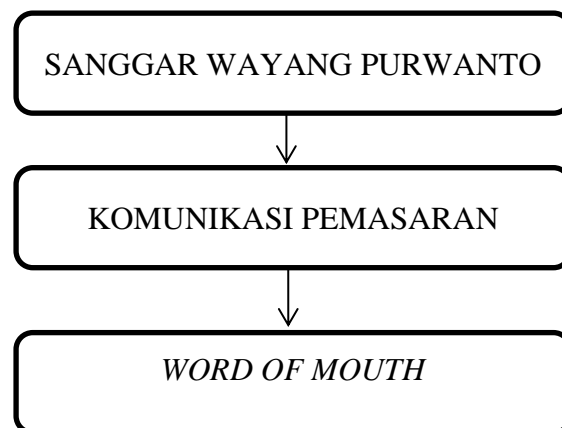 SANGGAR WAYANG PURWANTO
KOMUNIKASI PEMASARAN
WORD OF MOUTH